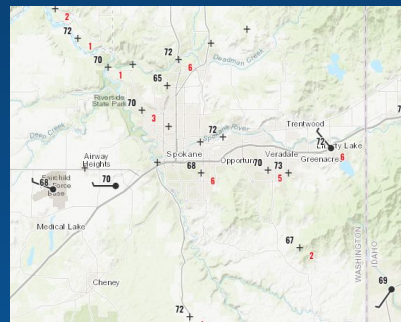 2
72
1
70
1
72
6
Deadman Creek
65
Riverside
State Park
70
3
72
Spokane River
Deep Creek
Trentwood
72
Liberty Lake
6
Airway
Heights
Spokane
Opportunity
Veradale
Greenacres
68
6
70
73
5
Fairchild
Air Force
Base
68
70
Medical Lake
67
2
Cheney
WASHINGTON
IDAHO
69
72